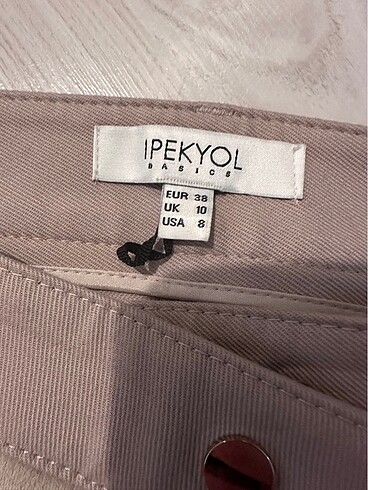 IPEKYOL
BASICS
EUR 38
UK 10
USA 8